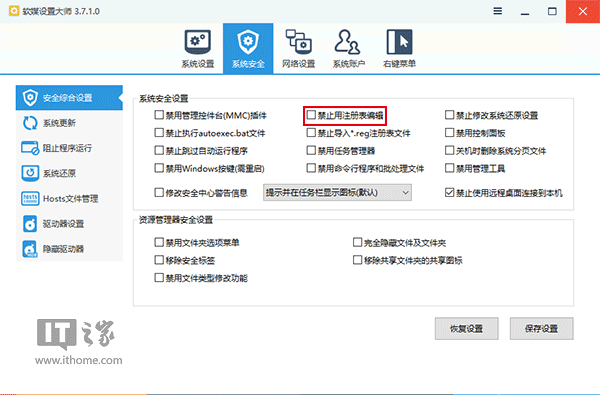 软媒设置大师 3.7.1.0
系统设置 系统安全 网络设置 系统账户 右键菜单
安全综合设置
系统更新
阻止程序运行
系统还原
Hosts文件管理
驱动器设置
隐藏驱动器
系统安全设置
禁用管理控件台(MMC)插件 禁止用注册表编辑 禁止修改系统还原设置
禁止执行autoexec.bat文件 禁止导入*.reg注册表文件 禁用控制面板
禁止跳过自动运行程序 禁用任务管理器 关机时删除系统分页文件
禁用Windows按键(需重启) 禁用命令行程序和批处理文件 禁用管理工具
修改安全中心警告信息 提示并在任务栏显示图标(默认) 禁止使用远程桌面连接到本机
资源管理器安全设置
禁用文件夹选项菜单 完全隐藏文件及文件夹
移除安全标签 移除共享文件夹的共享图标
禁用文件类型修改功能
恢复设置 保存设置
IT之家
www.ithome.com